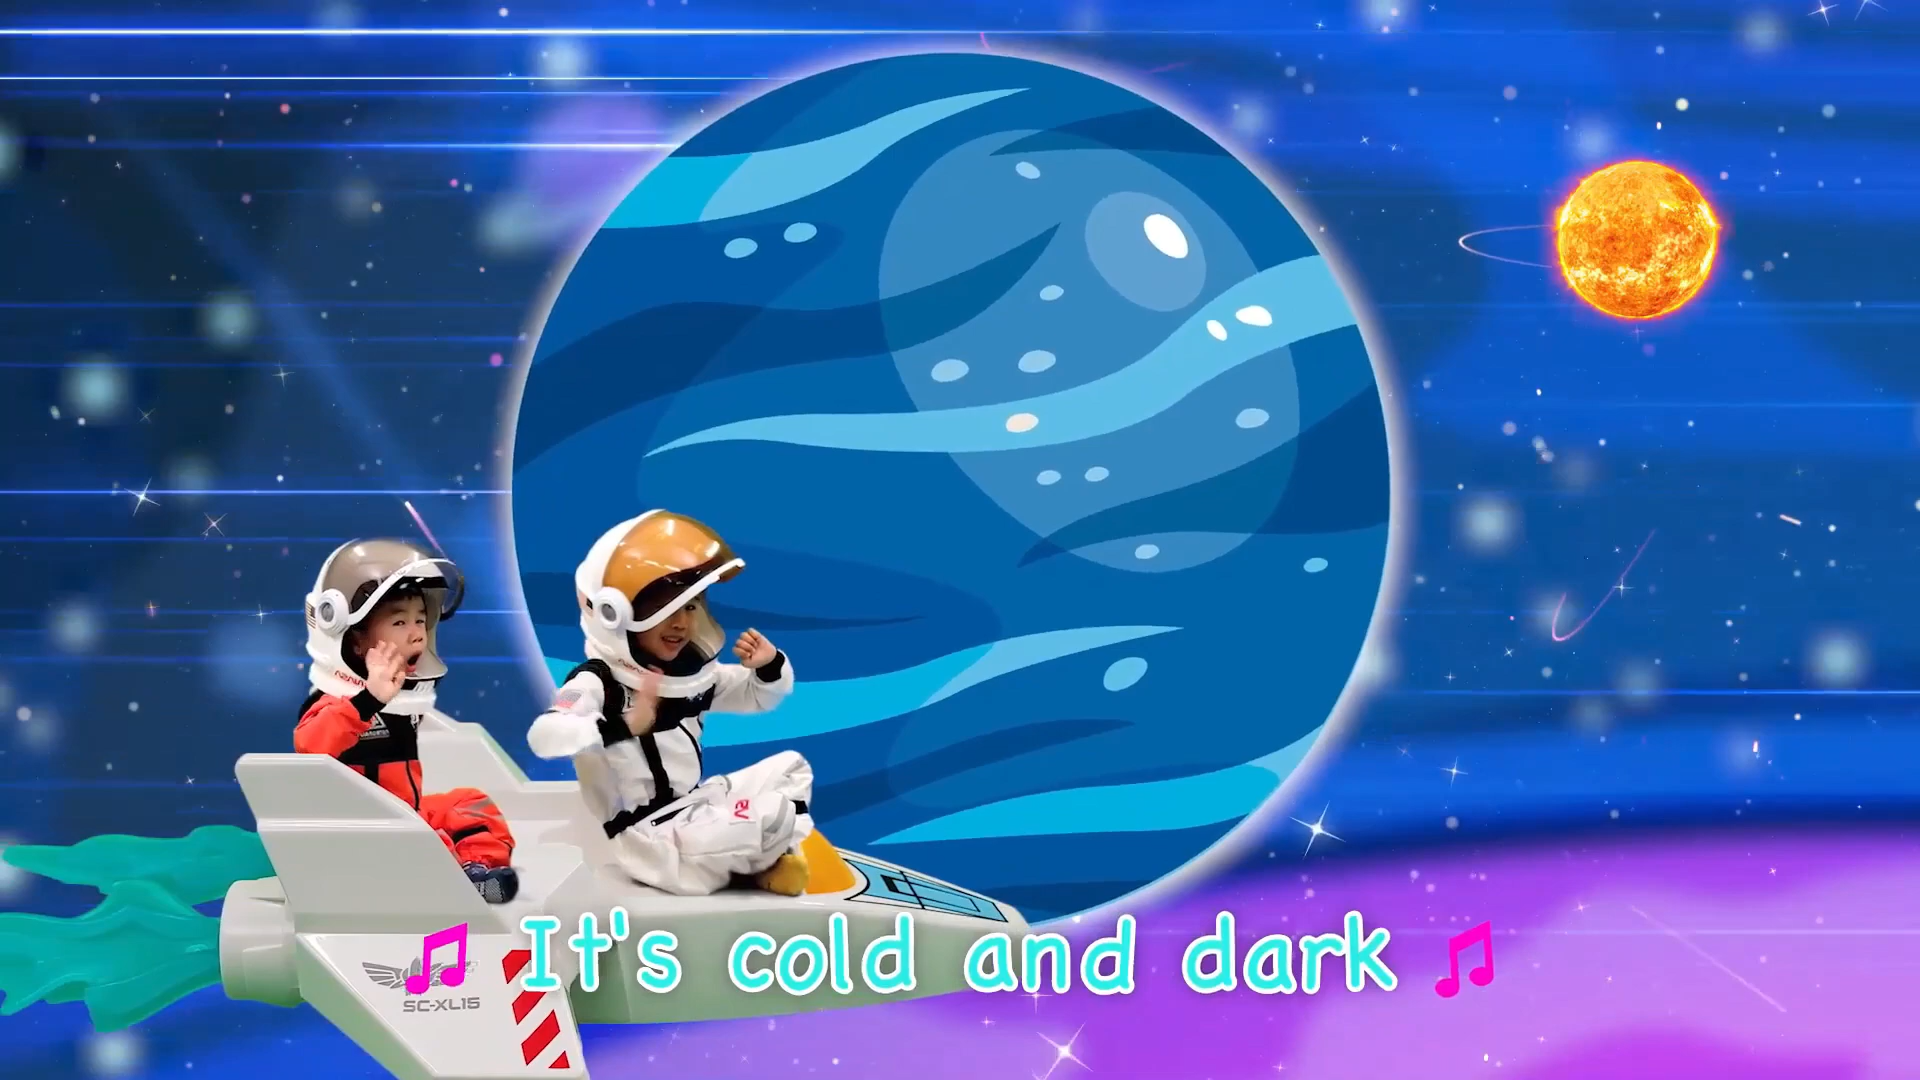 ♫ It's cold and dark ♫
SC-XL15